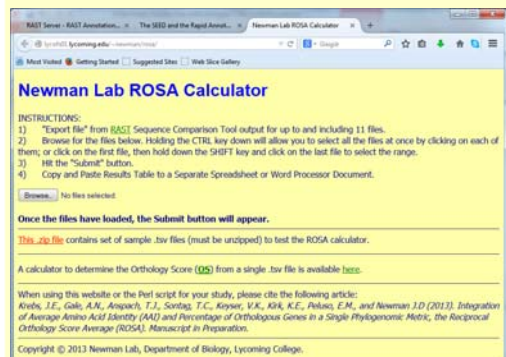 RAST Server - RAST Annotation... × The SEED and the Rapid Annot... × Newman Lab ROSA Calculator × +
lycofs01.lycoming.edu/~newman/rosa/ Google
Most Visited Getting Started Suggested Sites Web Slice Gallery
Newman Lab ROSA Calculator
INSTRUCTIONS:
1) "Export file" from RAST Sequence Comparison Tool output for up to and including 11 files.
2) Browse for the files below. Holding the CTRL key down will allow you to select all the files at once by clicking on each of
them; or click on the first file, then hold down the SHIFT key and click on the last file to select the range.
3) Hit the "Submit" button.
4) Copy and Paste Results Table to a Separate Spreadsheet or Word Processor Document.
Browse... No files selected.
Once the files have loaded, the Submit button will appear.
This .zip file contains set of sample .tsv files (must be unzipped) to test the ROSA calculator.
A calculator to determine the Orthology Score (OS) from a single .tsv file is available here.
When using this website or the Perl script for your study, please cite the following article:
Krebs, J.E., Gale, A.N., Anspach, T.J., Sontag, T.C., Keyser, V.K., Kirk, K.E., Peluso, E.M., and Newman J.D (2013). Integration
of Average Amino Acid Identity (AAI) and Percentage of Orthologous Genes in a Single Phylogenomic Metric, the Reciprocal
Orthology Score Average (ROSA). Manuscript in Preparation.
Copyright © 2013 Newman Lab, Department of Biology, Lycoming College.